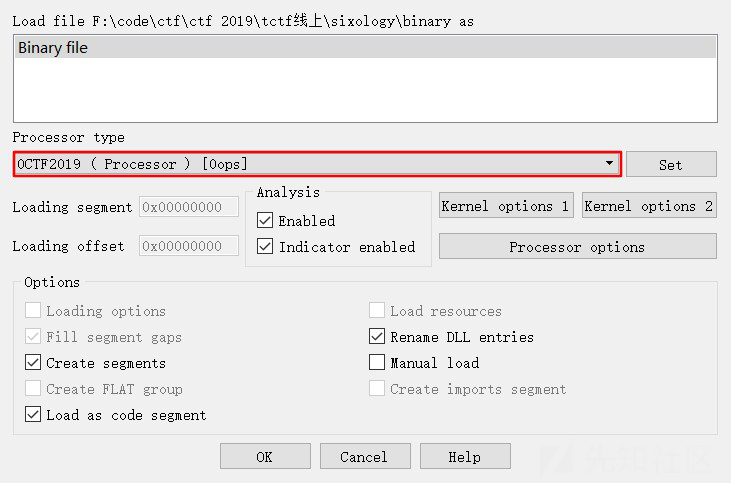 Load file F:\code\ctf\ctf 2019\tctf线上\sixology\binary as
Binary file
Processor type
0CTF2019 ( Processor ) [0ops]
Set
Loading segment 0x00000000
Loading offset 0x00000000
Analysis
Enabled
Indicator enabled
Kernel options 1
Kernel options 2
Processor options
Options
Loading options
Fill segment gaps
Create segments
Create FLAT group
Load as code segment
Load resources
Rename DLL entries
Manual load
Create imports segment
OK
Cancel
Help
先知社区